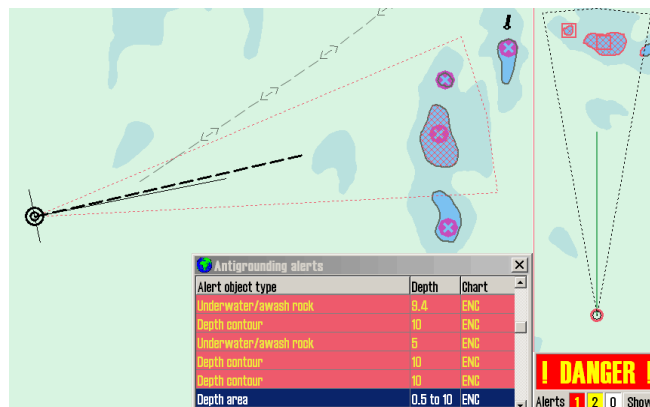 Antigrounding alerts
Alert object type Depth Chart
Underwater/awash rock 9.4 ENC
Depth contour 10 ENC
Underwater/awash rock 5 ENC
Depth contour 10 ENC
Depth contour 10 ENC
Depth area 0.5 to 10 ENC
! DANGER !
Alerts 1 2 0 Show